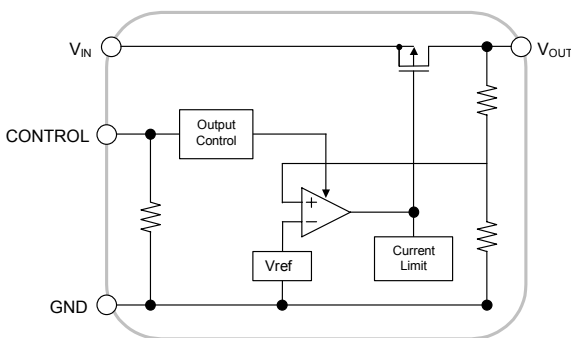 VIN
VOUT
CONTROL
Output
Control
+
−
Vref
Current
Limit
GND